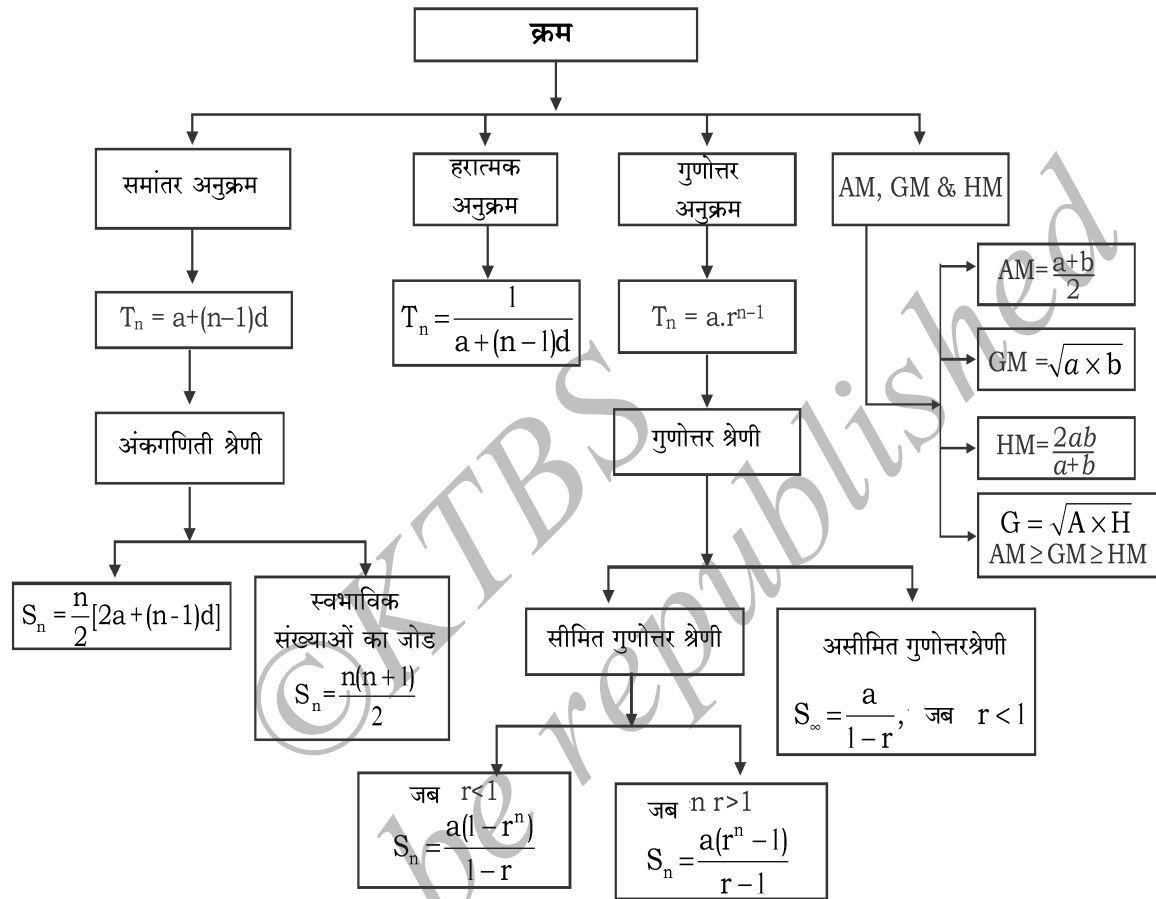 क्रम
समांतर अनुक्रम
हरात्मक
अनुक्रम
गुणोत्तर
अनुक्रम
AM, GM & HM
Tₙ = a+(n–1)d
Tₙ = 1/(a+(n–1)d)
Tₙ = a.rⁿ⁻¹
AM=(a+b)/2
GM =√(a × b)
HM=2ab/(a+b)
G = √(A × H)
AM ≥ GM ≥ HM
अंकगणिती श्रेणी
गुणोत्तर श्रेणी
Sₙ = n/2[2a+(n-1)d]
स्वभाविक
संख्याओं का जोड
Sₙ = n(n+1)/2
सीमित गुणोत्तर श्रेणी
असीमित गुणोत्तरश्रेणी
S∞ = a/(1–r), जब r < 1
जब r<1
Sₙ = a(1–rⁿ)/(1–r)
जब n r>1
Sₙ = a(rⁿ–1)/(r–1)
©KTBS
be republished